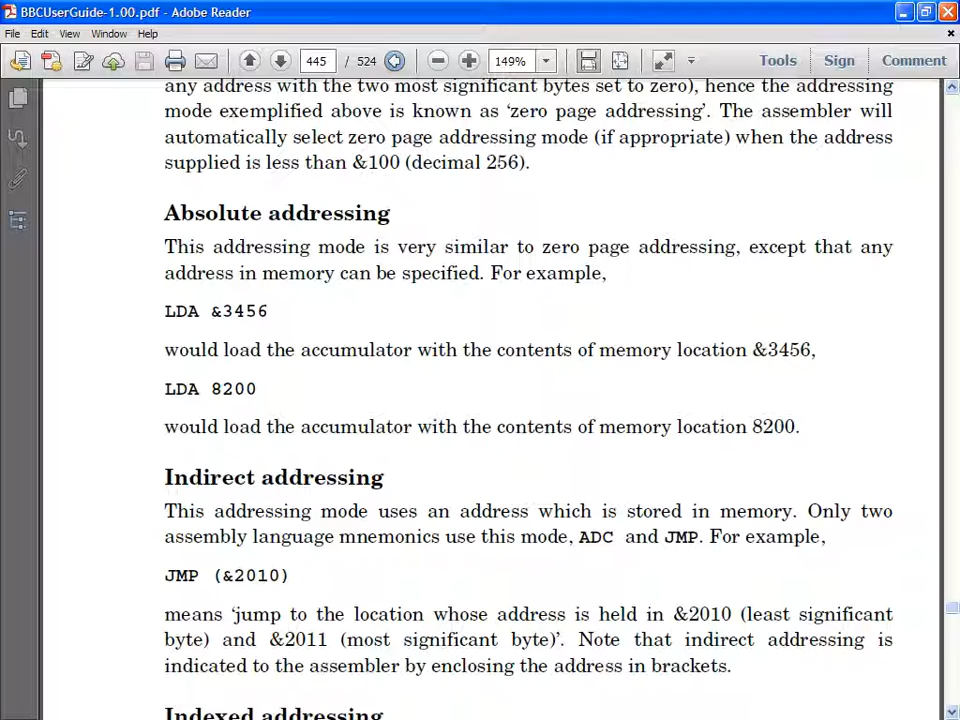 BBCUserGuide-1.00.pdf - Adobe Reader
File Edit View Window Help
445 / 524 149% Tools Sign Comment
any address with the two most significant bytes set to zero), hence the addressing
mode exemplified above is known as ‘zero page addressing’. The assembler will
automatically select zero page addressing mode (if appropriate) when the address
supplied is less than &100 (decimal 256).
Absolute addressing
This addressing mode is very similar to zero page addressing, except that any
address in memory can be specified. For example,
LDA &3456
would load the accumulator with the contents of memory location &3456,
LDA 8200
would load the accumulator with the contents of memory location 8200.
Indirect addressing
This addressing mode uses an address which is stored in memory. Only two
assembly language mnemonics use this mode, ADC and JMP. For example,
JMP (&2010)
means ‘jump to the location whose address is held in &2010 (least significant
byte) and &2011 (most significant byte)’. Note that indirect addressing is
indicated to the assembler by enclosing the address in brackets.
Indexed addressing